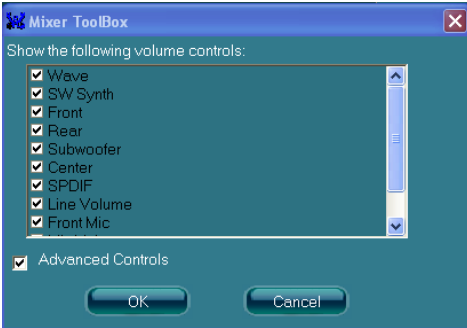 Mixer ToolBox
Show the following volume controls:
Wave
SW Synth
Front
Rear
Subwoofer
Center
SPDIF
Line Volume
Front Mic
Advanced Controls
OK
Cancel